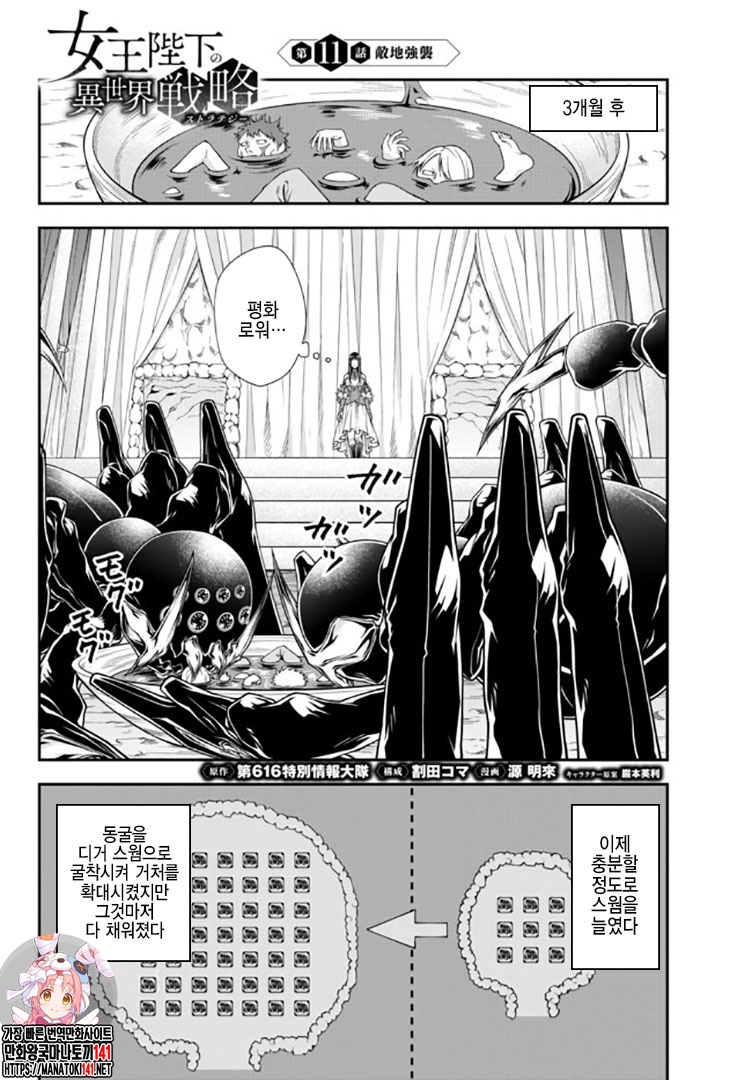 女王陛下の
異世界戦略
ストラテジー
第11話 敵地強襲
3개월 후
평화
로워…
ガッ
ガッ
モグ
モグ
原作 第616特別情報大隊 構成 割田コマ 漫画 源 明來 キャラクター原案 巌本英利
이제
충분할
정도로
스웜을
늘였다
동굴을
디거 스웜으로
굴착시켜 거처를
확대시켰지만
그것마저
다 채워졌다
가장 빠른 번역만화사이트
만화왕국마나토끼141
HTTPS://MANATOKI141.NET